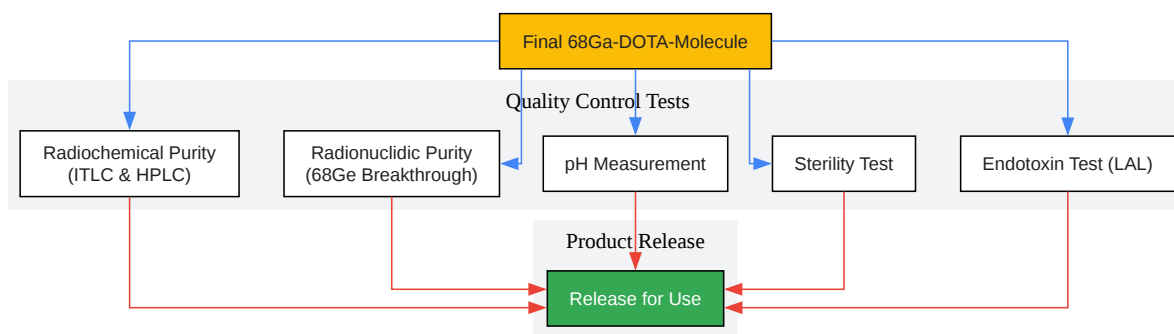 Final 68Ga-DOTA-Molecule
Quality Control Tests
Radiochemical Purity
(ITLC & HPLC)
Radionuclidic Purity
(68Ge Breakthrough)
pH Measurement
Sterility Test
Endotoxin Test (LAL)
Product Release
Release for Use